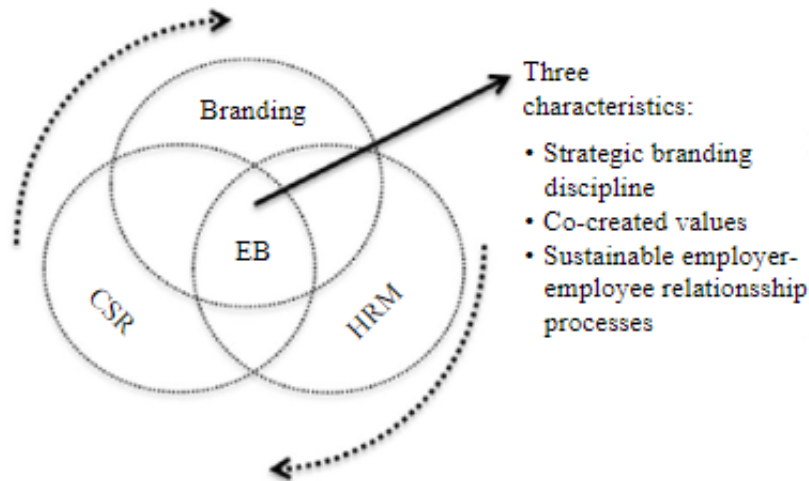 Branding
EB
CSR
HRM
Three
characteristics:
• Strategic branding
discipline
• Co-created values
• Sustainable employer-
employee relationsship
processes